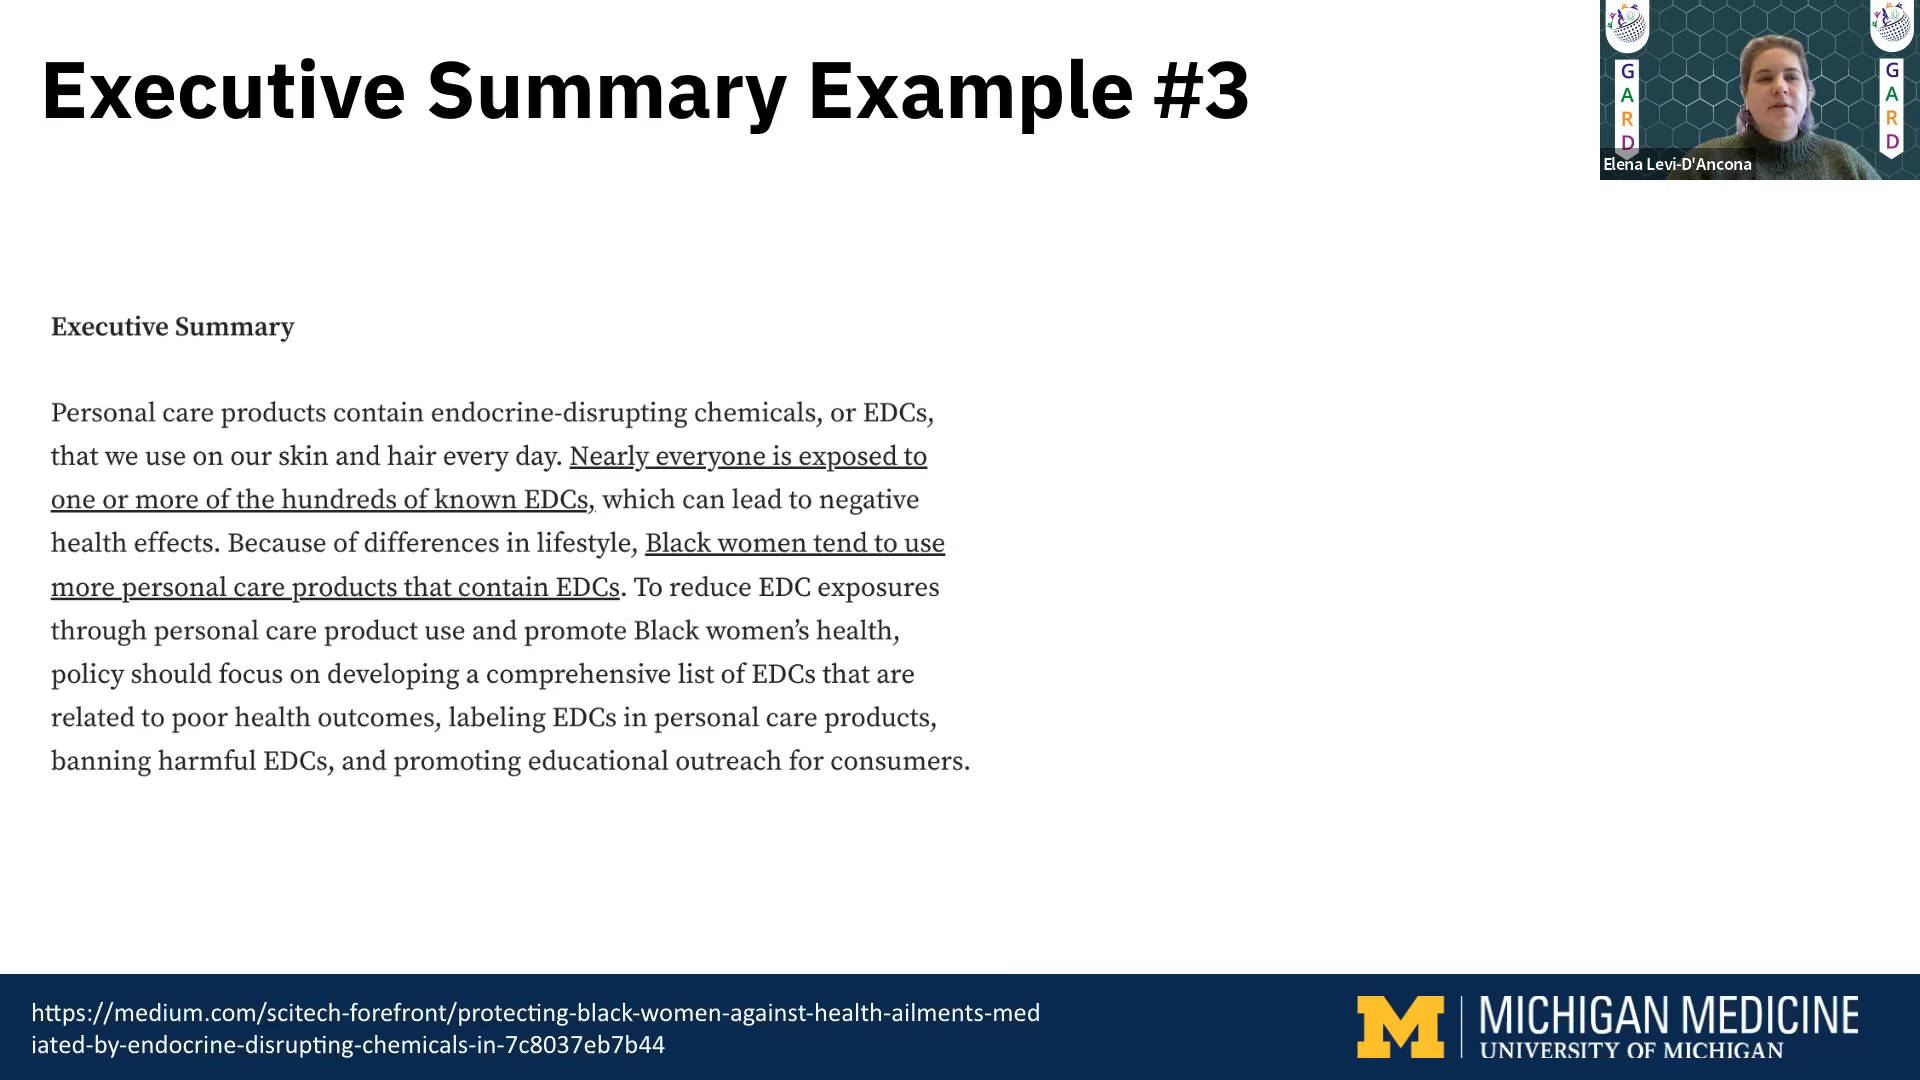 Executive Summary Example #3
G
A
R
D
G
A
R
D
Elena Levi-D'Ancona
Executive Summary
Personal care products contain endocrine-disrupting chemicals, or EDCs,
that we use on our skin and hair every day. Nearly everyone is exposed to
one or more of the hundreds of known EDCs, which can lead to negative
health effects. Because of differences in lifestyle, Black women tend to use
more personal care products that contain EDCs. To reduce EDC exposures
through personal care product use and promote Black women’s health,
policy should focus on developing a comprehensive list of EDCs that are
related to poor health outcomes, labeling EDCs in personal care products,
banning harmful EDCs, and promoting educational outreach for consumers.
https://medium.com/scitech-forefront/protecting-black-women-against-health-ailments-med
iated-by-endocrine-disrupting-chemicals-in-7c8037eb7b44
M
MICHIGAN MEDICINE
UNIVERSITY OF MICHIGAN